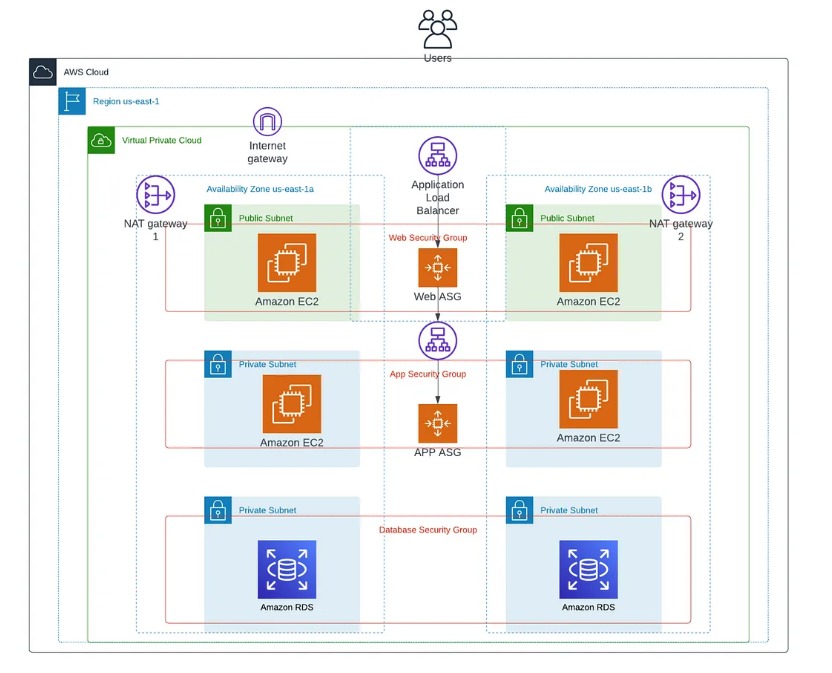 Users
AWS Cloud
Region us-east-1
Virtual Private Cloud
Internet
gateway
Application
Load
Balancer
Availability Zone us-east-1a
Availability Zone us-east-1b
NAT gateway
1
NAT gateway
2
Public Subnet
Public Subnet
Web Security Group
Amazon EC2
Web ASG
Amazon EC2
Private Subnet
Private Subnet
App Security Group
Amazon EC2
APP ASG
Amazon EC2
Private Subnet
Private Subnet
Database Security Group
Amazon RDS
Amazon RDS